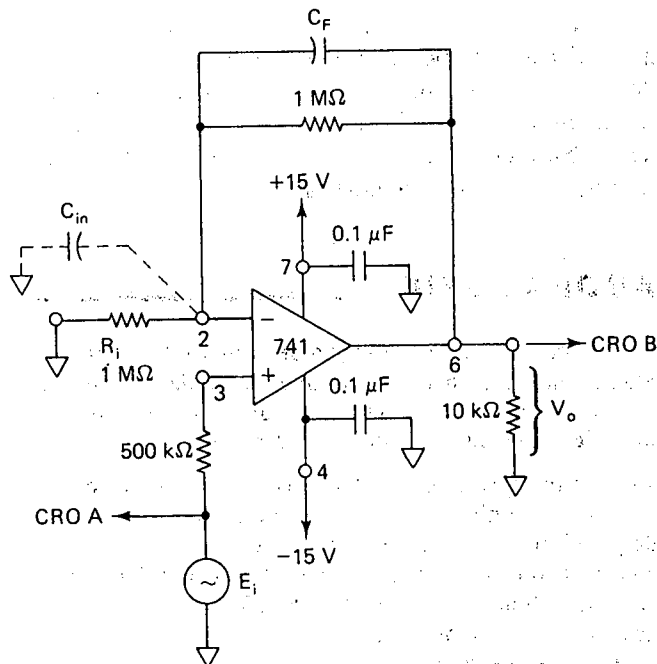 C_F
1 MΩ
+15 V
C_in
7
0.1 μF
2
−
741
6
CRO B
R_i
1 MΩ
3
+
0.1 μF
10 kΩ
V_o
500 kΩ
4
CRO A
−15 V
E_i